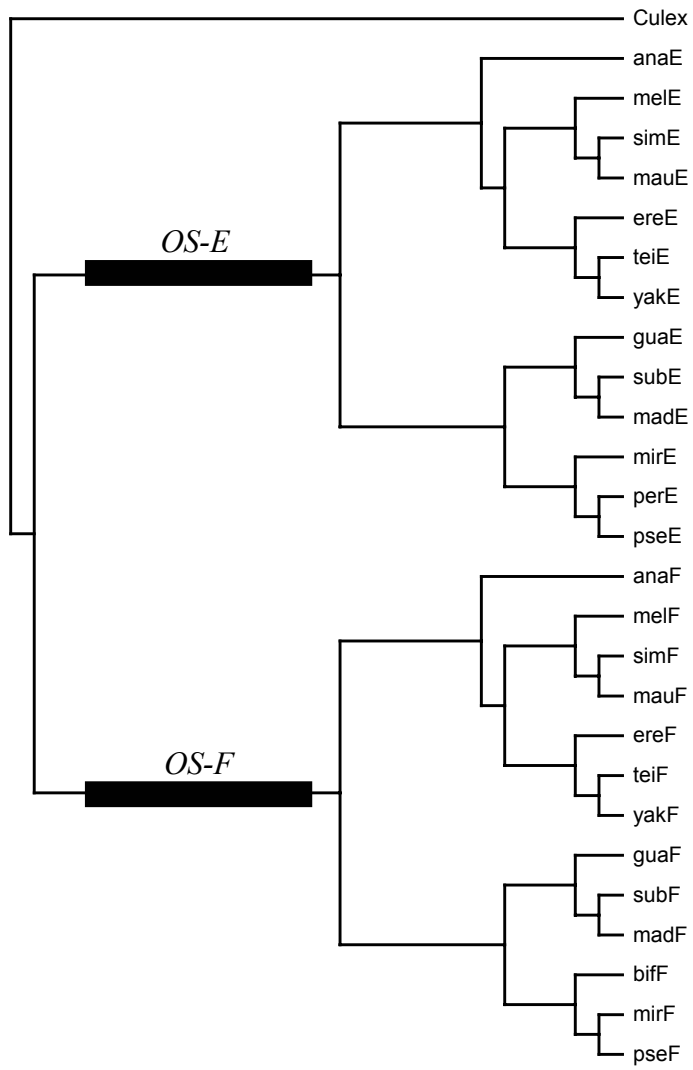 Culex
anaE
melE
simE
mauE
ereE
OS-E
teiE
yakE
guaE
subE
madE
mirE
perE
pseE
anaF
melF
simF
mauF
ereF
OS-F
teiF
yakF
guaF
subF
madF
bifF
mirF
pseF